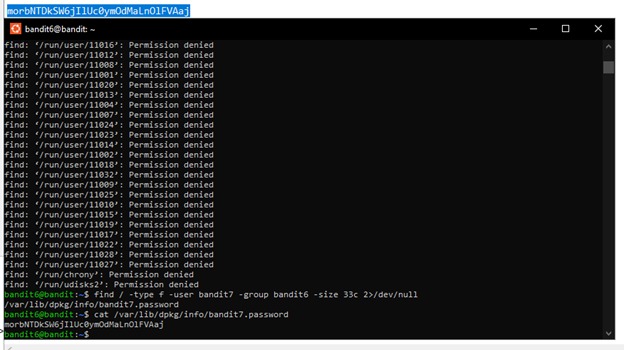 morbNTDkSW6jIlUc0ymOdMaLnOlFVAaj
bandit6@bandit: ~
find: ‘/run/user/11016’: Permission denied
find: ‘/run/user/11012’: Permission denied
find: ‘/run/user/11008’: Permission denied
find: ‘/run/user/11001’: Permission denied
find: ‘/run/user/11020’: Permission denied
find: ‘/run/user/11013’: Permission denied
find: ‘/run/user/11004’: Permission denied
find: ‘/run/user/11007’: Permission denied
find: ‘/run/user/11024’: Permission denied
find: ‘/run/user/11023’: Permission denied
find: ‘/run/user/11014’: Permission denied
find: ‘/run/user/11002’: Permission denied
find: ‘/run/user/11018’: Permission denied
find: ‘/run/user/11032’: Permission denied
find: ‘/run/user/11009’: Permission denied
find: ‘/run/user/11025’: Permission denied
find: ‘/run/user/11010’: Permission denied
find: ‘/run/user/11015’: Permission denied
find: ‘/run/user/11019’: Permission denied
find: ‘/run/user/11017’: Permission denied
find: ‘/run/user/11022’: Permission denied
find: ‘/run/user/11028’: Permission denied
find: ‘/run/user/11027’: Permission denied
find: ‘/run/chrony’: Permission denied
find: ‘/run/udisks2’: Permission denied
bandit6@bandit:~$ find / -type f -user bandit7 -group bandit6 -size 33c 2>/dev/null
/var/lib/dpkg/info/bandit7.password
bandit6@bandit:~$ cat /var/lib/dpkg/info/bandit7.password
morbNTDkSW6jIlUc0ymOdMaLnOlFVAaj
bandit6@bandit:~$